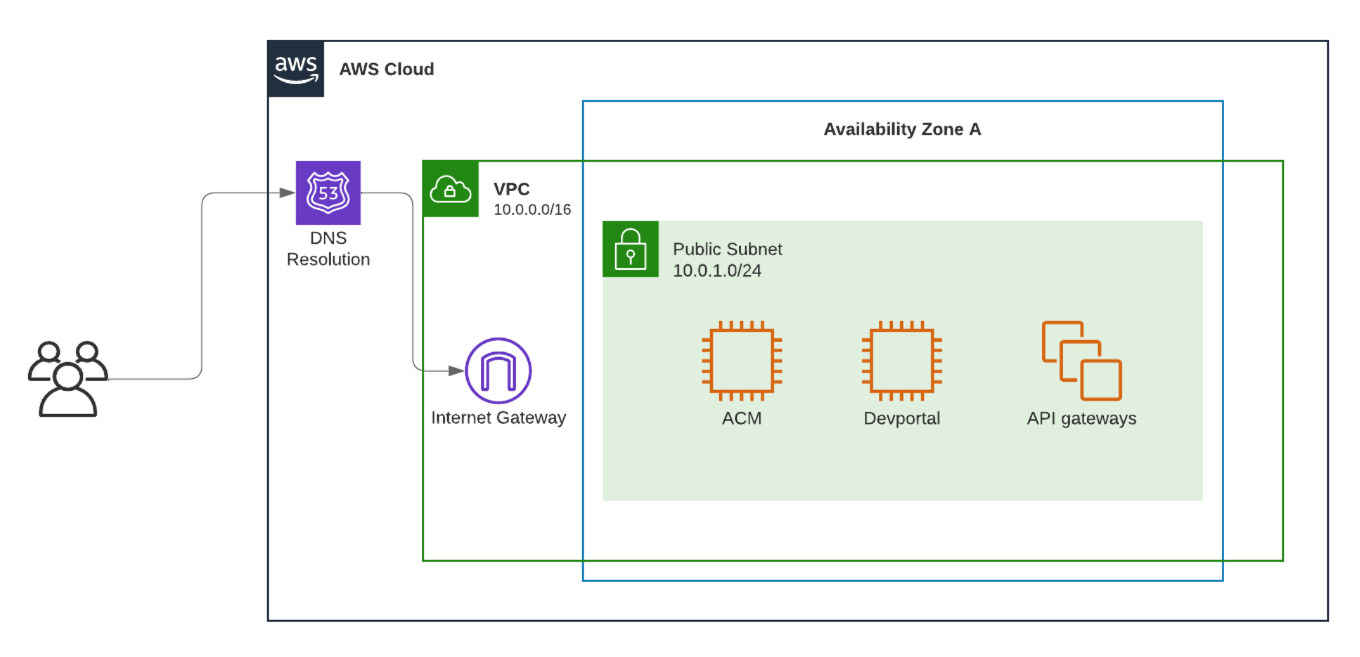 aws
AWS Cloud
Availability Zone A
53
VPC
10.0.0.0/16
DNS
Resolution
Public Subnet
10.0.1.0/24
Internet Gateway
ACM
Devportal
API gateways